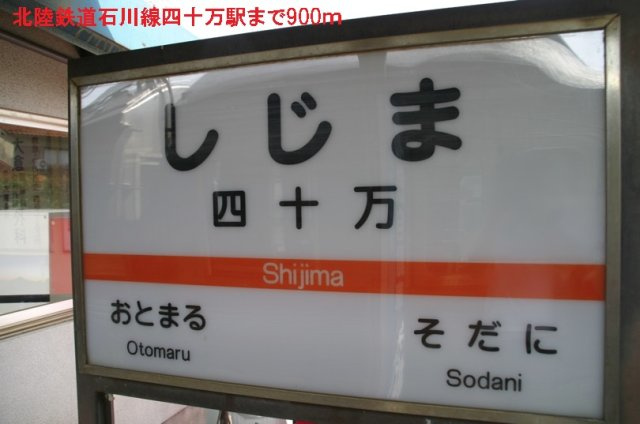 北陸鉄道石川線四十万駅まで900m
しじま
四十万
Shijima
おとまる
Otomaru
そだに
Sodani